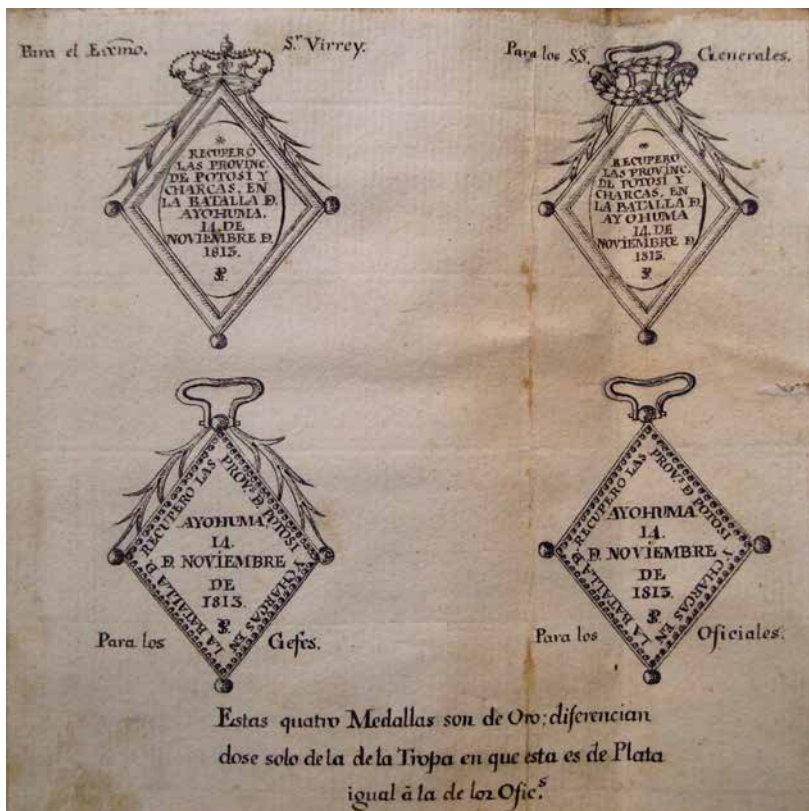 Para el Exmo. Sr. Virrey.
RECUPERÓ
LAS PROVINC.
DE POTOSI Y
CHARCAS, EN
LA BATALLA D.
AYOHUMA.
14. DE
NOVIEMBRE D.
1813.
Para los SS. Generales.
RECUPERO
LAS PROVINC.
DE POTOSI Y
CHARCAS, EN
LA BATALLA D.
AYOHUMA
14. DE
NOVIEMBRE D.
1813.
RECUPERO LAS PROVs. D. POTOSI Y CHARCAS EN LA BATALLA D.
AYOHUMA
14.
D. NOVIEMBRE
DE
1813.
Para los Gefes.
RECUPERO LAS PROVs. D. POTOSI Y CHARCAS EN LA BATALLA D.
AYOHUMA
14.
D. NOVIEMBRE
DE
1813.
Para los Oficiales.
Estas quatro Medallas son de Oro; diferencian
dose solo de la de la Tropa en que esta es de Plata
igual â la de los Ofic.s